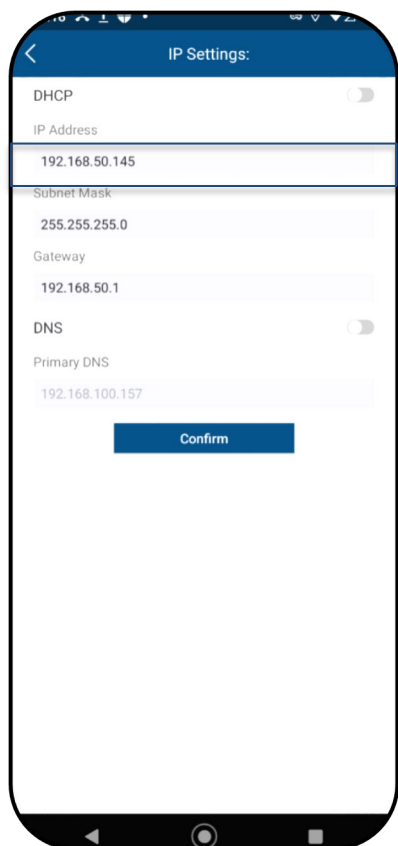 IP Settings:
DHCP
IP Address
192.168.50.145
Subnet Mask
255.255.255.0
Gateway
192.168.50.1
DNS
Primary DNS
192.168.100.157
Confirm